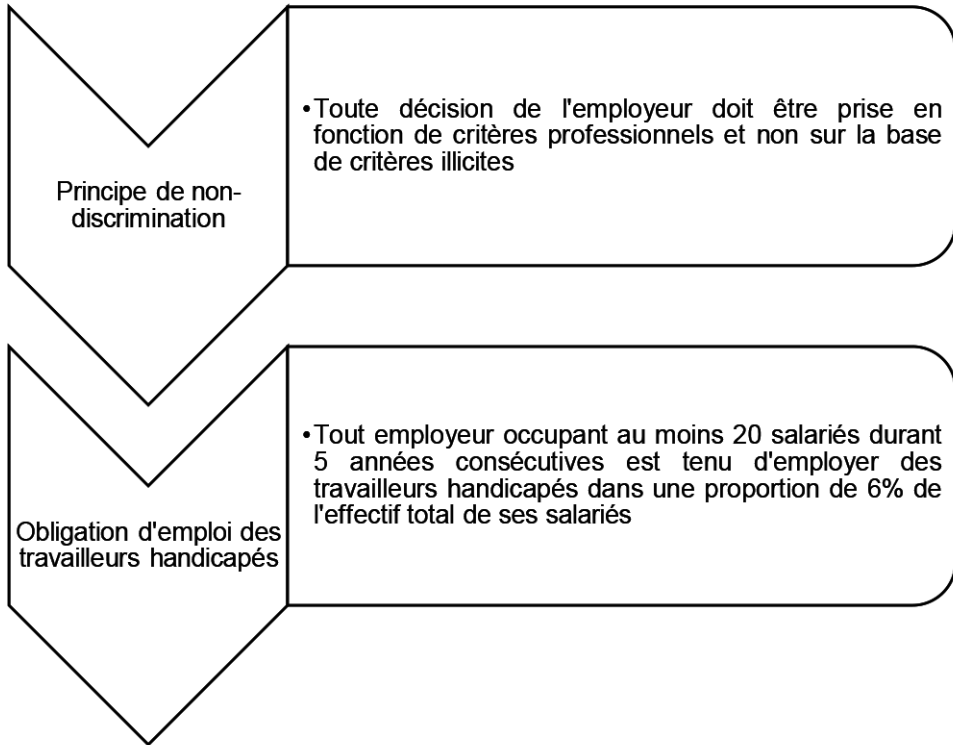 Principe de non-
discrimination
•Toute décision de l'employeur doit être prise en
fonction de critères professionnels et non sur la base
de critères illicites
Obligation d'emploi des
travailleurs handicapés
•Tout employeur occupant au moins 20 salariés durant
5 années consécutives est tenu d'employer des
travailleurs handicapés dans une proportion de 6% de
l'effectif total de ses salariés